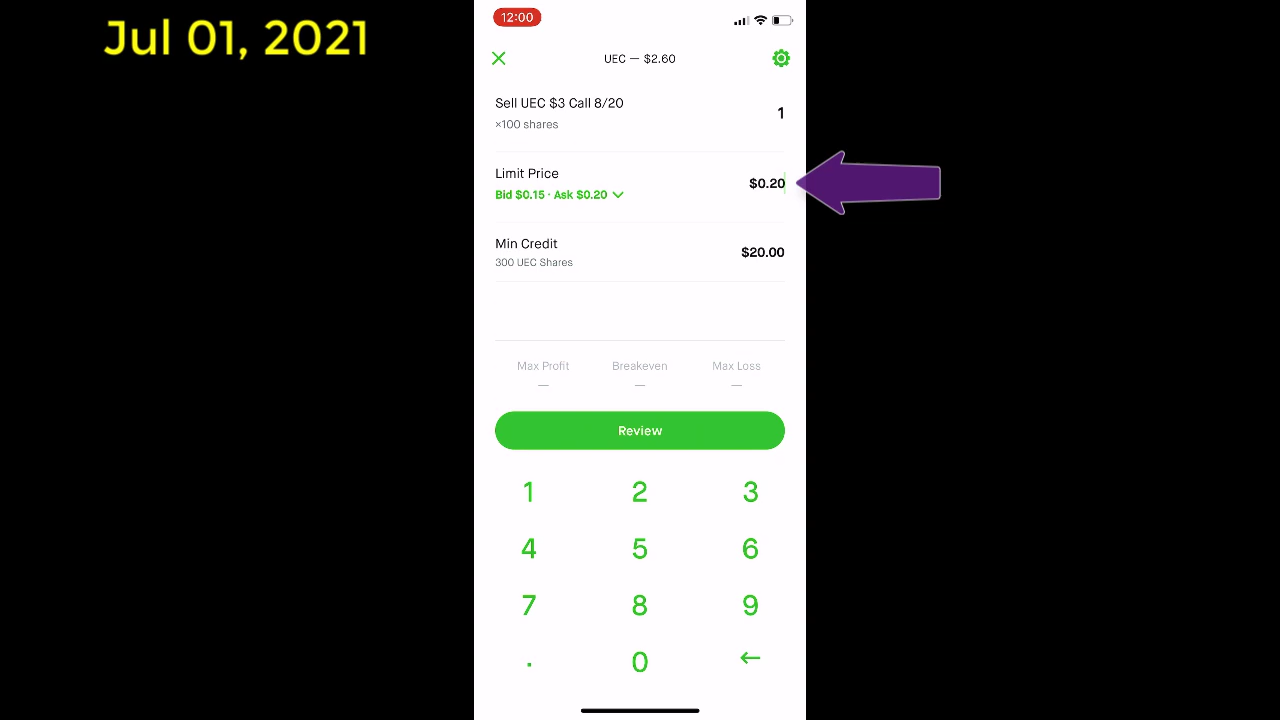 Jul 01, 2021
12:00
UEC — $2.60
Sell UEC $3 Call 8/20
1
×100 shares
Limit Price
$0.20
Bid $0.15 · Ask $0.20
Min Credit
$20.00
300 UEC Shares
Max Profit Breakeven Max Loss
— — —
Review
1 2 3
4 5 6
7 8 9
. 0